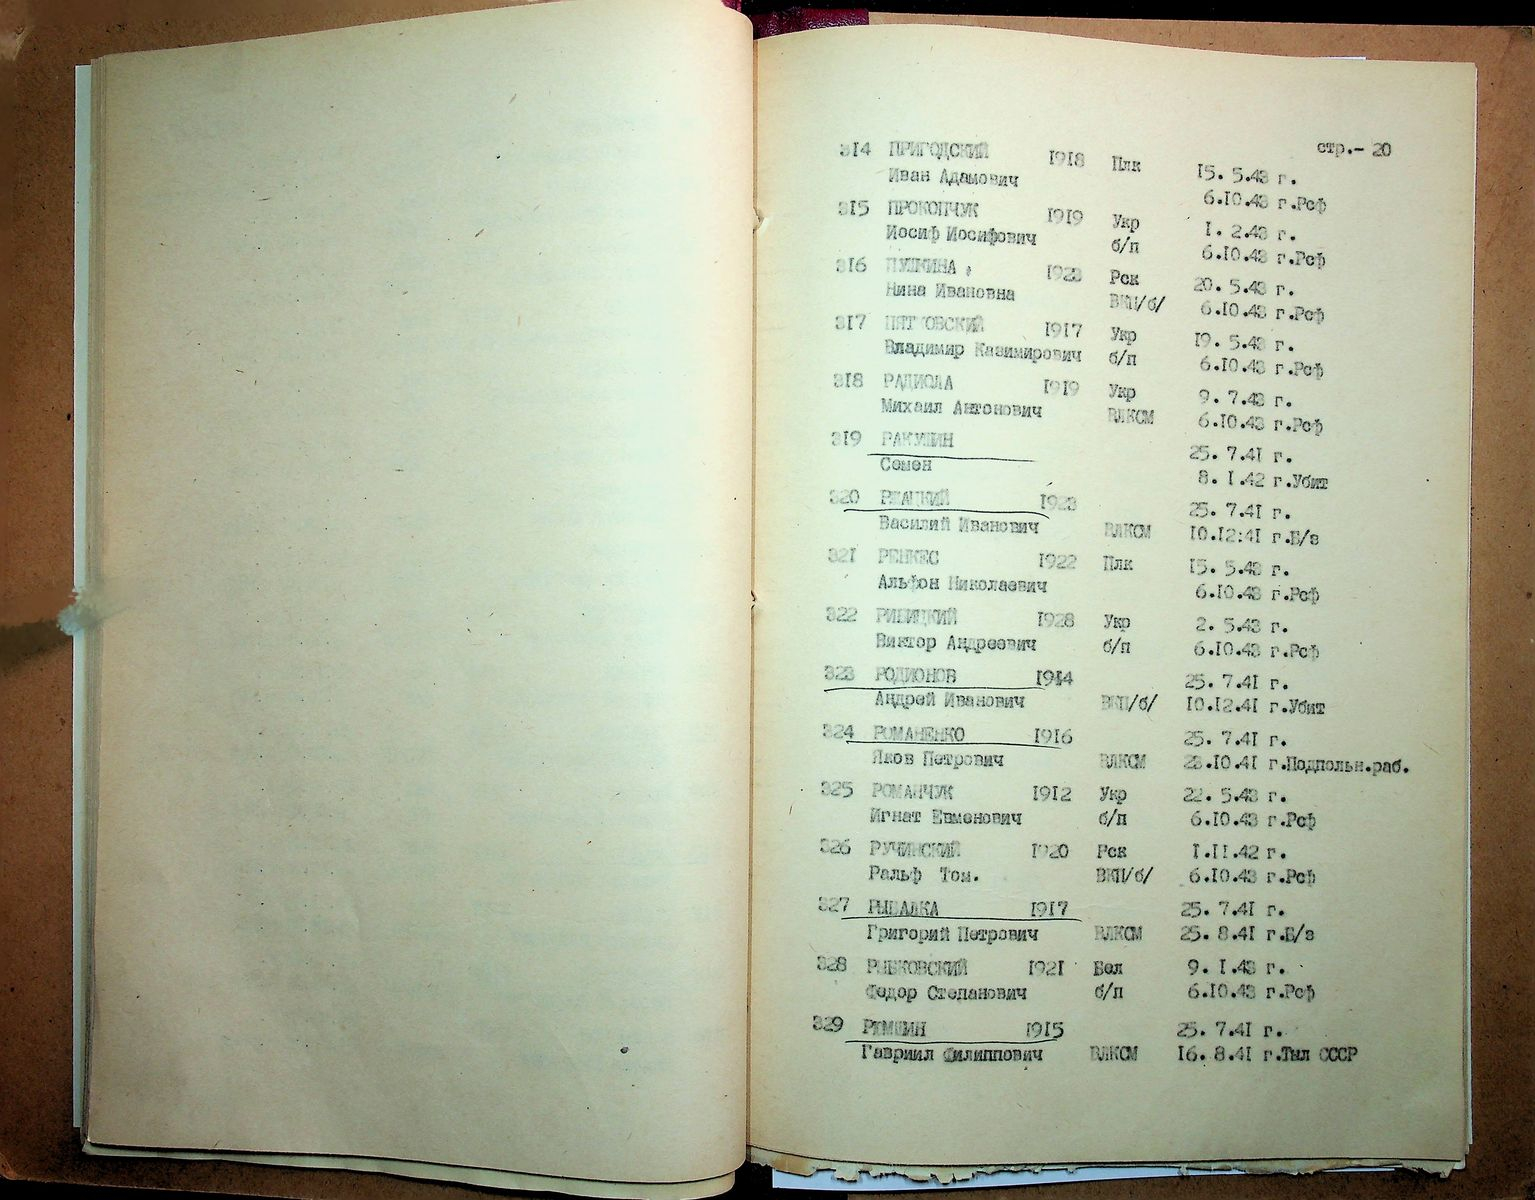 стр.- 20
314 ПРИГОДСКИЙ 1918 Плк 15. 5.43 г.
Иван Адамович 6.10.43 г.Рсф
315 ПРОКОПЧУК 1919 Укр 1. 2.43 г.
Иосиф Иосифович б/п 6.10.43 г.Рсф
316 ПУШКИНА 1923 Рск 20. 5.43 г.
Нина Ивановна ВКП/б/ 6.10.43 г.Рсф
317 ПЯТКОВСКИЙ 1917 Укр 19. 5.43 г.
Владимир Казимирович б/п 6.10.43 г.Рсф
318 РАДИОЛА 1919 Укр 9. 7.43 г.
Михаил Антонович ВЛКСМ 6.10.43 г.Рсф
319 РАКУШИН 25. 7.41 г.
Семен 8. 1.42 г.Убит
320 1923 25. 7.41 г.
Василий Иванович ВЛКСМ 10.12:41 г.Б/з
321 РЕНКЕС 1922 Плк 15. 5.43 г.
Альфон Николаевич 6.10.43 г.Рсф
322 1928 Укр 2. 5.43 г.
Виктор Андреевич б/п 6.10.43 г.Рсф
323 РОДИОНОВ 1914 25. 7.41 г.
Андрей Иванович ВКП/б/ 10.12.41 г.Убит
324 РОМАНЕНКО 1916 25. 7.41 г.
Яков Петрович ВЛКСМ 23.10.41 г.Подпольн.раб.
325 РОМАНЧУК 1912 Укр 22. 5.43 г.
Игнат Евменович б/п 6.10.43 г.Рсф
326 РУЧИНСКИЙ 1920 Рск 1.11.42 г.
Ральф Том. ВКП/б/ 6.10.43 г.Рсф
327 РЫБАЛКА 1917 25. 7.41 г.
Григорий Петрович ВЛКСМ 25. 8.41 г.Б/з
328 РЫБКОВСКИЙ 1921 Бел 9. 1.43 г.
Федор Степанович б/п 6.10.43 г.Рсф
329 РЯМШИН 1915 25. 7.41 г.
Гавриил Филиппович ВЛКСМ 16. 8.41 г.Тыл СССР